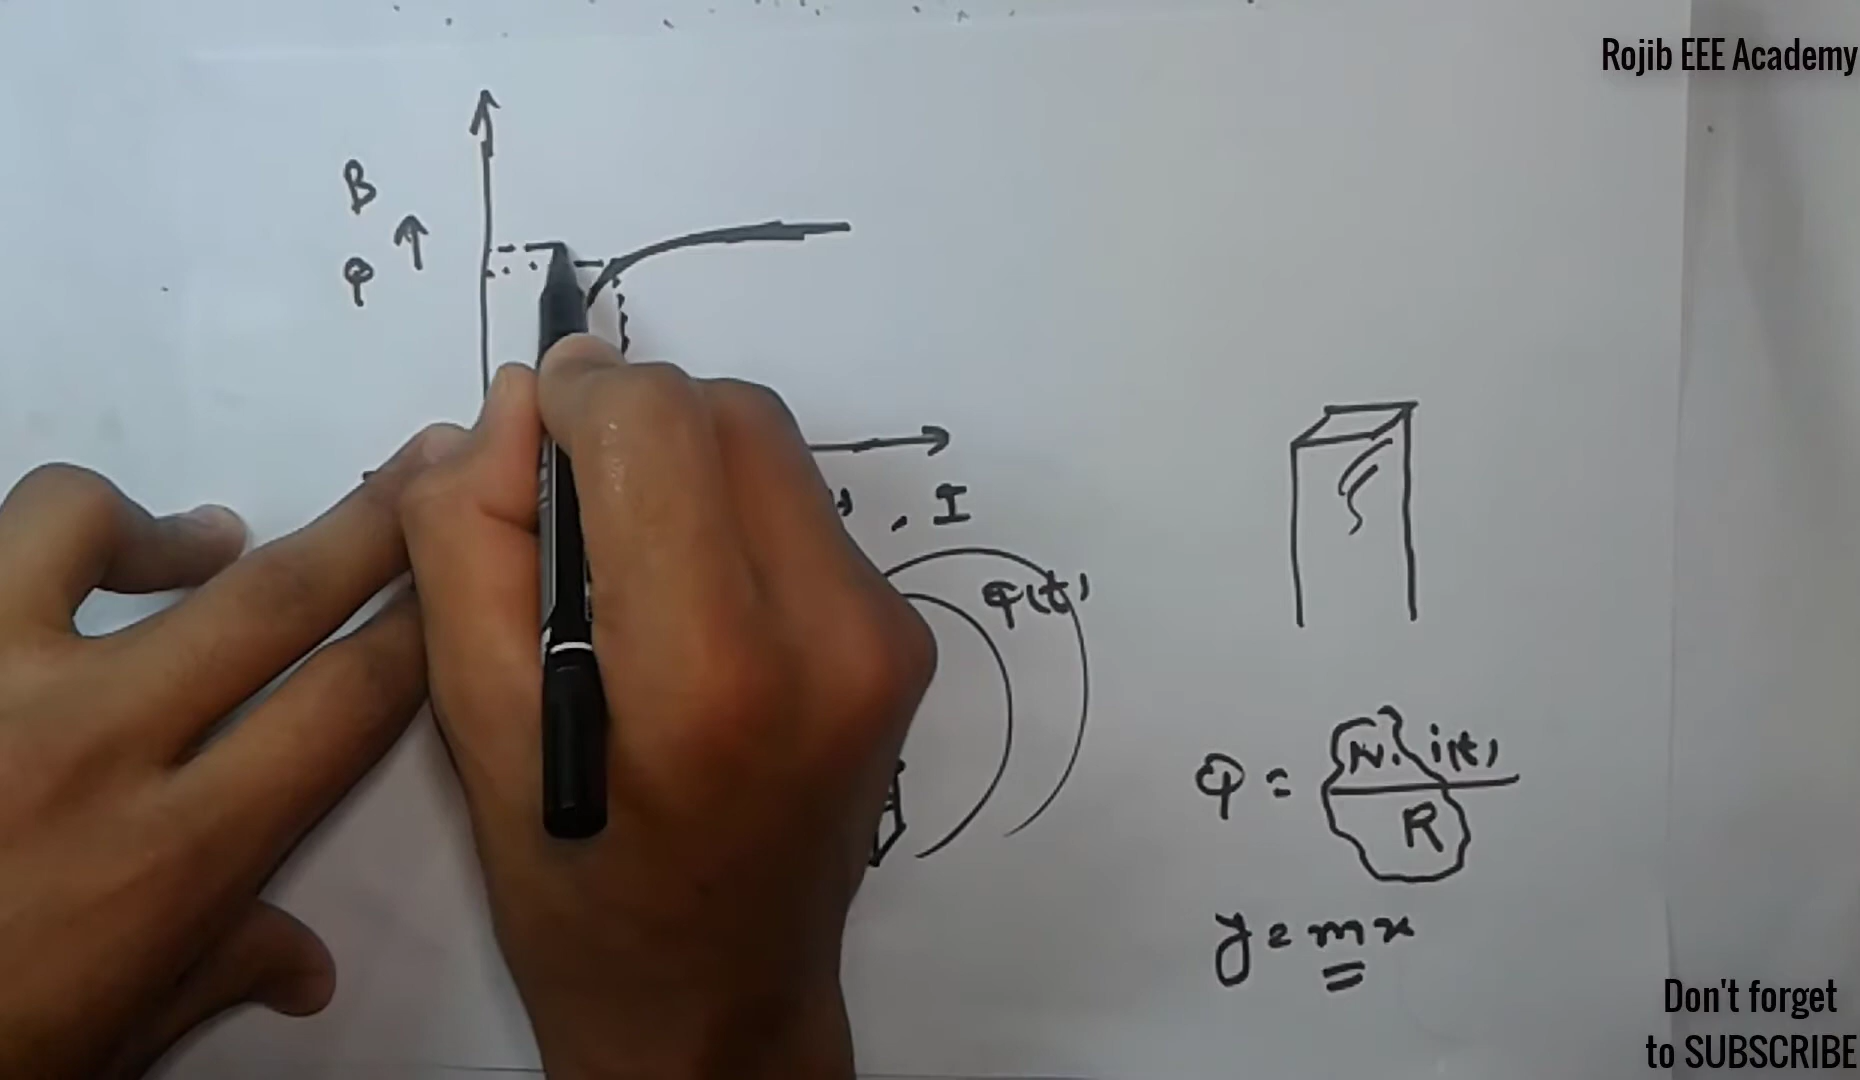 Rojib EEE Academy
B
φ
I
φ(t)
φ = N. i(t) / R
y = mx
Don't forget
to SUBSCRIBE